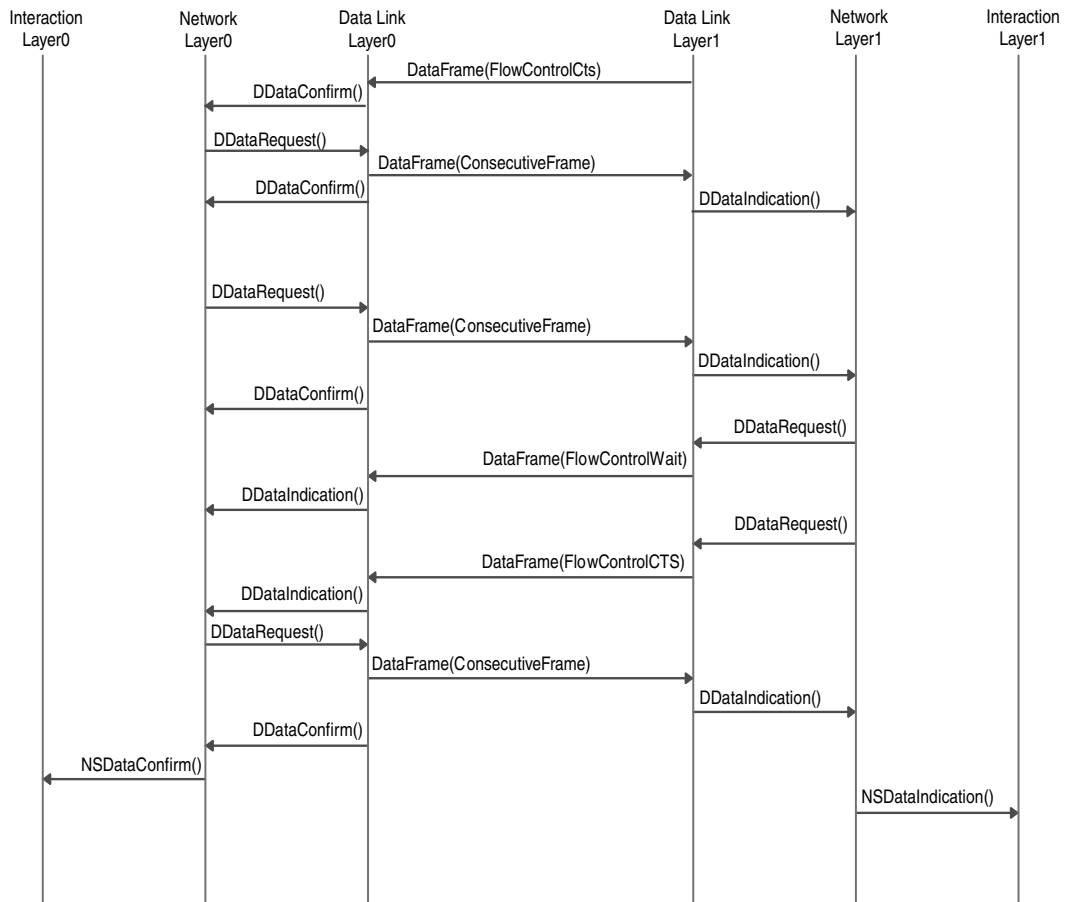 Interaction
Layer0
Network
Layer0
Data Link
Layer0
Data Link
Layer1
Network
Layer1
Interaction
Layer1
DataFrame(FlowControlCts)
DDataConfirm()
DDataRequest()
DataFrame(ConsecutiveFrame)
DDataConfirm()
DDataIndication()
DDataRequest()
DataFrame(ConsecutiveFrame)
DDataIndication()
DDataConfirm()
DDataRequest()
DataFrame(FlowControlWait)
DDataIndication()
DDataRequest()
DataFrame(FlowControlCTS)
DDataIndication()
DDataRequest()
DataFrame(ConsecutiveFrame)
DDataIndication()
DDataConfirm()
NSDataConfirm()
NSDataIndication()